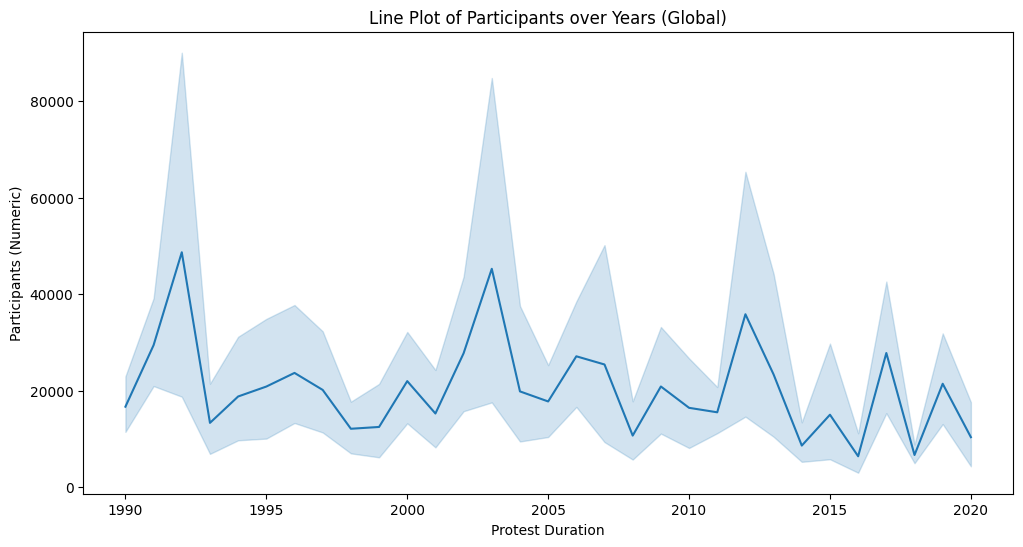 Line Plot of Participants over Years (Global)
Participants (Numeric)
80000
60000
40000
20000
0
1990 1995 2000 2005 2010 2015 2020
Protest Duration